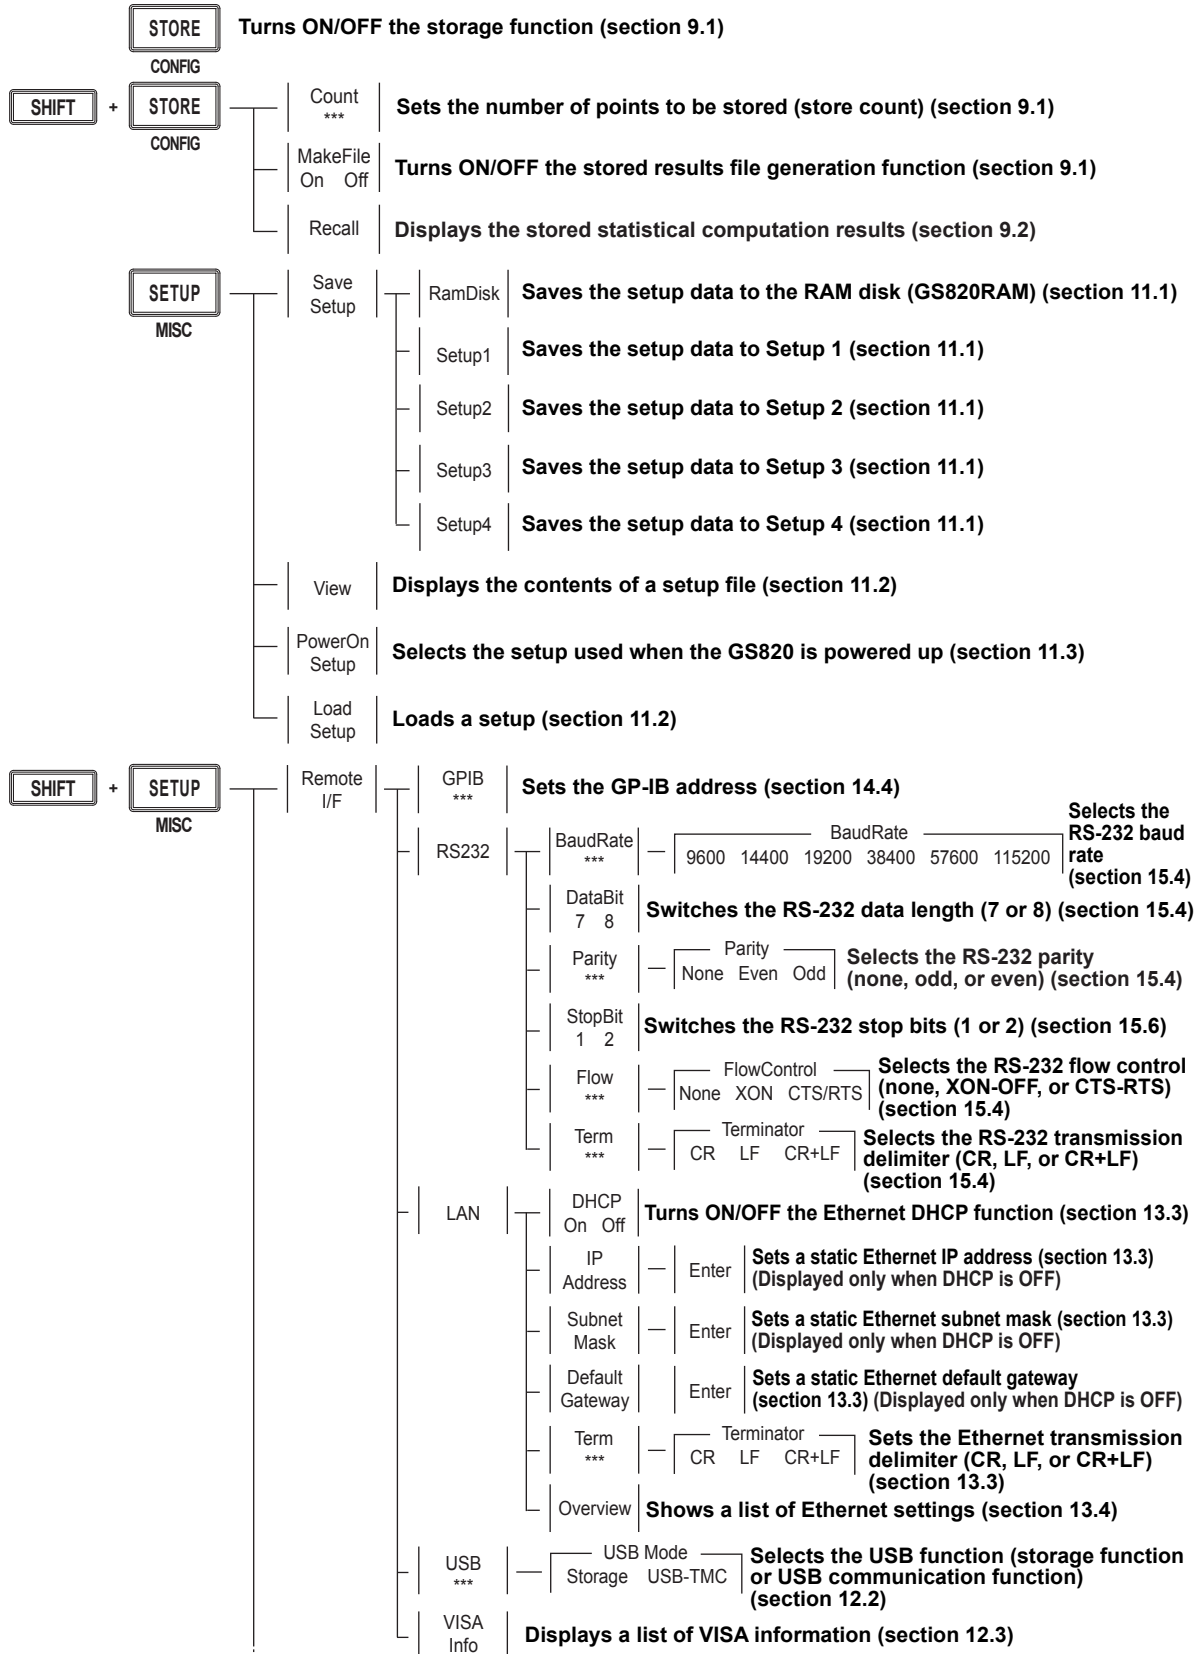 STORE
Turns ON/OFF the storage function (section 9.1)
CONFIG
SHIFT + STORE
CONFIG
Count
***
Sets the number of points to be stored (store count) (section 9.1)
MakeFile
On Off
Turns ON/OFF the stored results file generation function (section 9.1)
Recall
Displays the stored statistical computation results (section 9.2)
SETUP
MISC
Save
Setup
RamDisk
Saves the setup data to the RAM disk (GS820RAM) (section 11.1)
Setup1
Saves the setup data to Setup 1 (section 11.1)
Setup2
Saves the setup data to Setup 2 (section 11.1)
Setup3
Saves the setup data to Setup 3 (section 11.1)
Setup4
Saves the setup data to Setup 4 (section 11.1)
View
Displays the contents of a setup file (section 11.2)
PowerOn
Setup
Selects the setup used when the GS820 is powered up (section 11.3)
Load
Setup
Loads a setup (section 11.2)
SHIFT + SETUP
MISC
Remote
I/F
GPIB
***
Sets the GP-IB address (section 14.4)
RS232
BaudRate
***
BaudRate
9600 14400 19200 38400 57600 115200
Selects the
RS-232 baud
rate
(section 15.4)
DataBit
7 8
Switches the RS-232 data length (7 or 8) (section 15.4)
Parity
***
Parity
None Even Odd
Selects the RS-232 parity
(none, odd, or even) (section 15.4)
StopBit
1 2
Switches the RS-232 stop bits (1 or 2) (section 15.6)
Flow
***
FlowControl
None XON CTS/RTS
Selects the RS-232 flow control
(none, XON-OFF, or CTS-RTS)
(section 15.4)
Term
***
Terminator
CR LF CR+LF
Selects the RS-232 transmission
delimiter (CR, LF, or CR+LF)
(section 15.4)
LAN
DHCP
On Off
Turns ON/OFF the Ethernet DHCP function (section 13.3)
IP
Address
Enter
Sets a static Ethernet IP address (section 13.3)
(Displayed only when DHCP is OFF)
Subnet
Mask
Enter
Sets a static Ethernet subnet mask (section 13.3)
(Displayed only when DHCP is OFF)
Default
Gateway
Enter
Sets a static Ethernet default gateway
(section 13.3) (Displayed only when DHCP is OFF)
Term
***
Terminator
CR LF CR+LF
Sets the Ethernet transmission
delimiter (CR, LF, or CR+LF)
(section 13.3)
Overview
Shows a list of Ethernet settings (section 13.4)
USB
***
USB Mode
Storage USB-TMC
Selects the USB function (storage function
or USB communication function)
(section 12.2)
VISA
Info
Displays a list of VISA information (section 12.3)